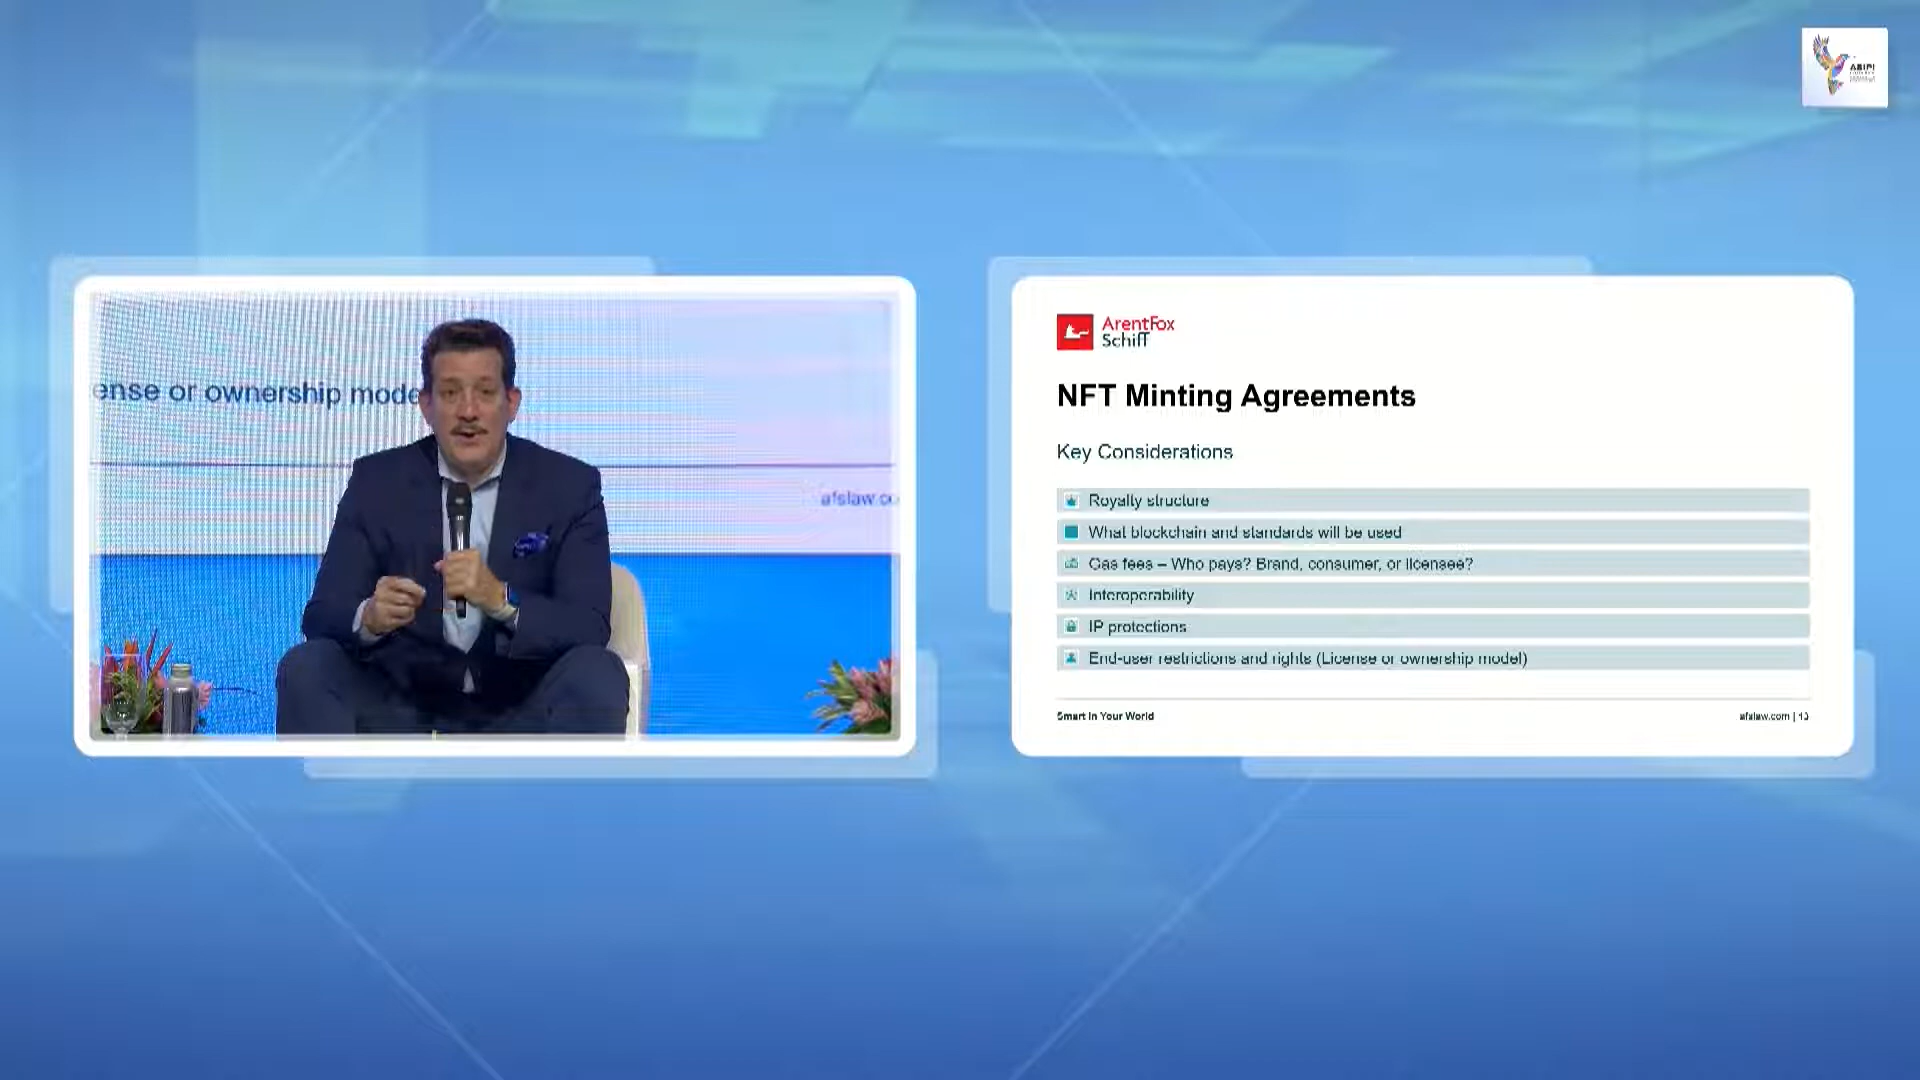 ABIPI
ense or ownership mode
afslaw.co
ArentFox
Schiff
NFT Minting Agreements
Key Considerations
Royalty structure
What blockchain and standards will be used
Gas fees – Who pays? Brand, consumer, or licensee?
Interoperability
IP protections
End-user restrictions and rights (License or ownership model)
Smart In Your World
afslaw.com | 13